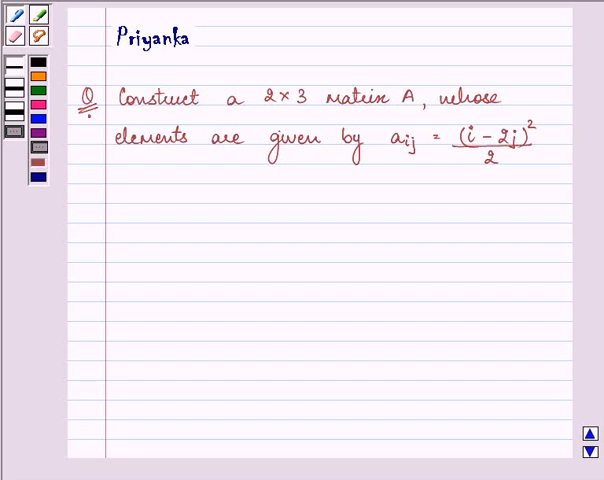 Priyanka
Q Construct a 2 × 3 matrix A, whose
elements are given by aij = (i - 2j)² / 2